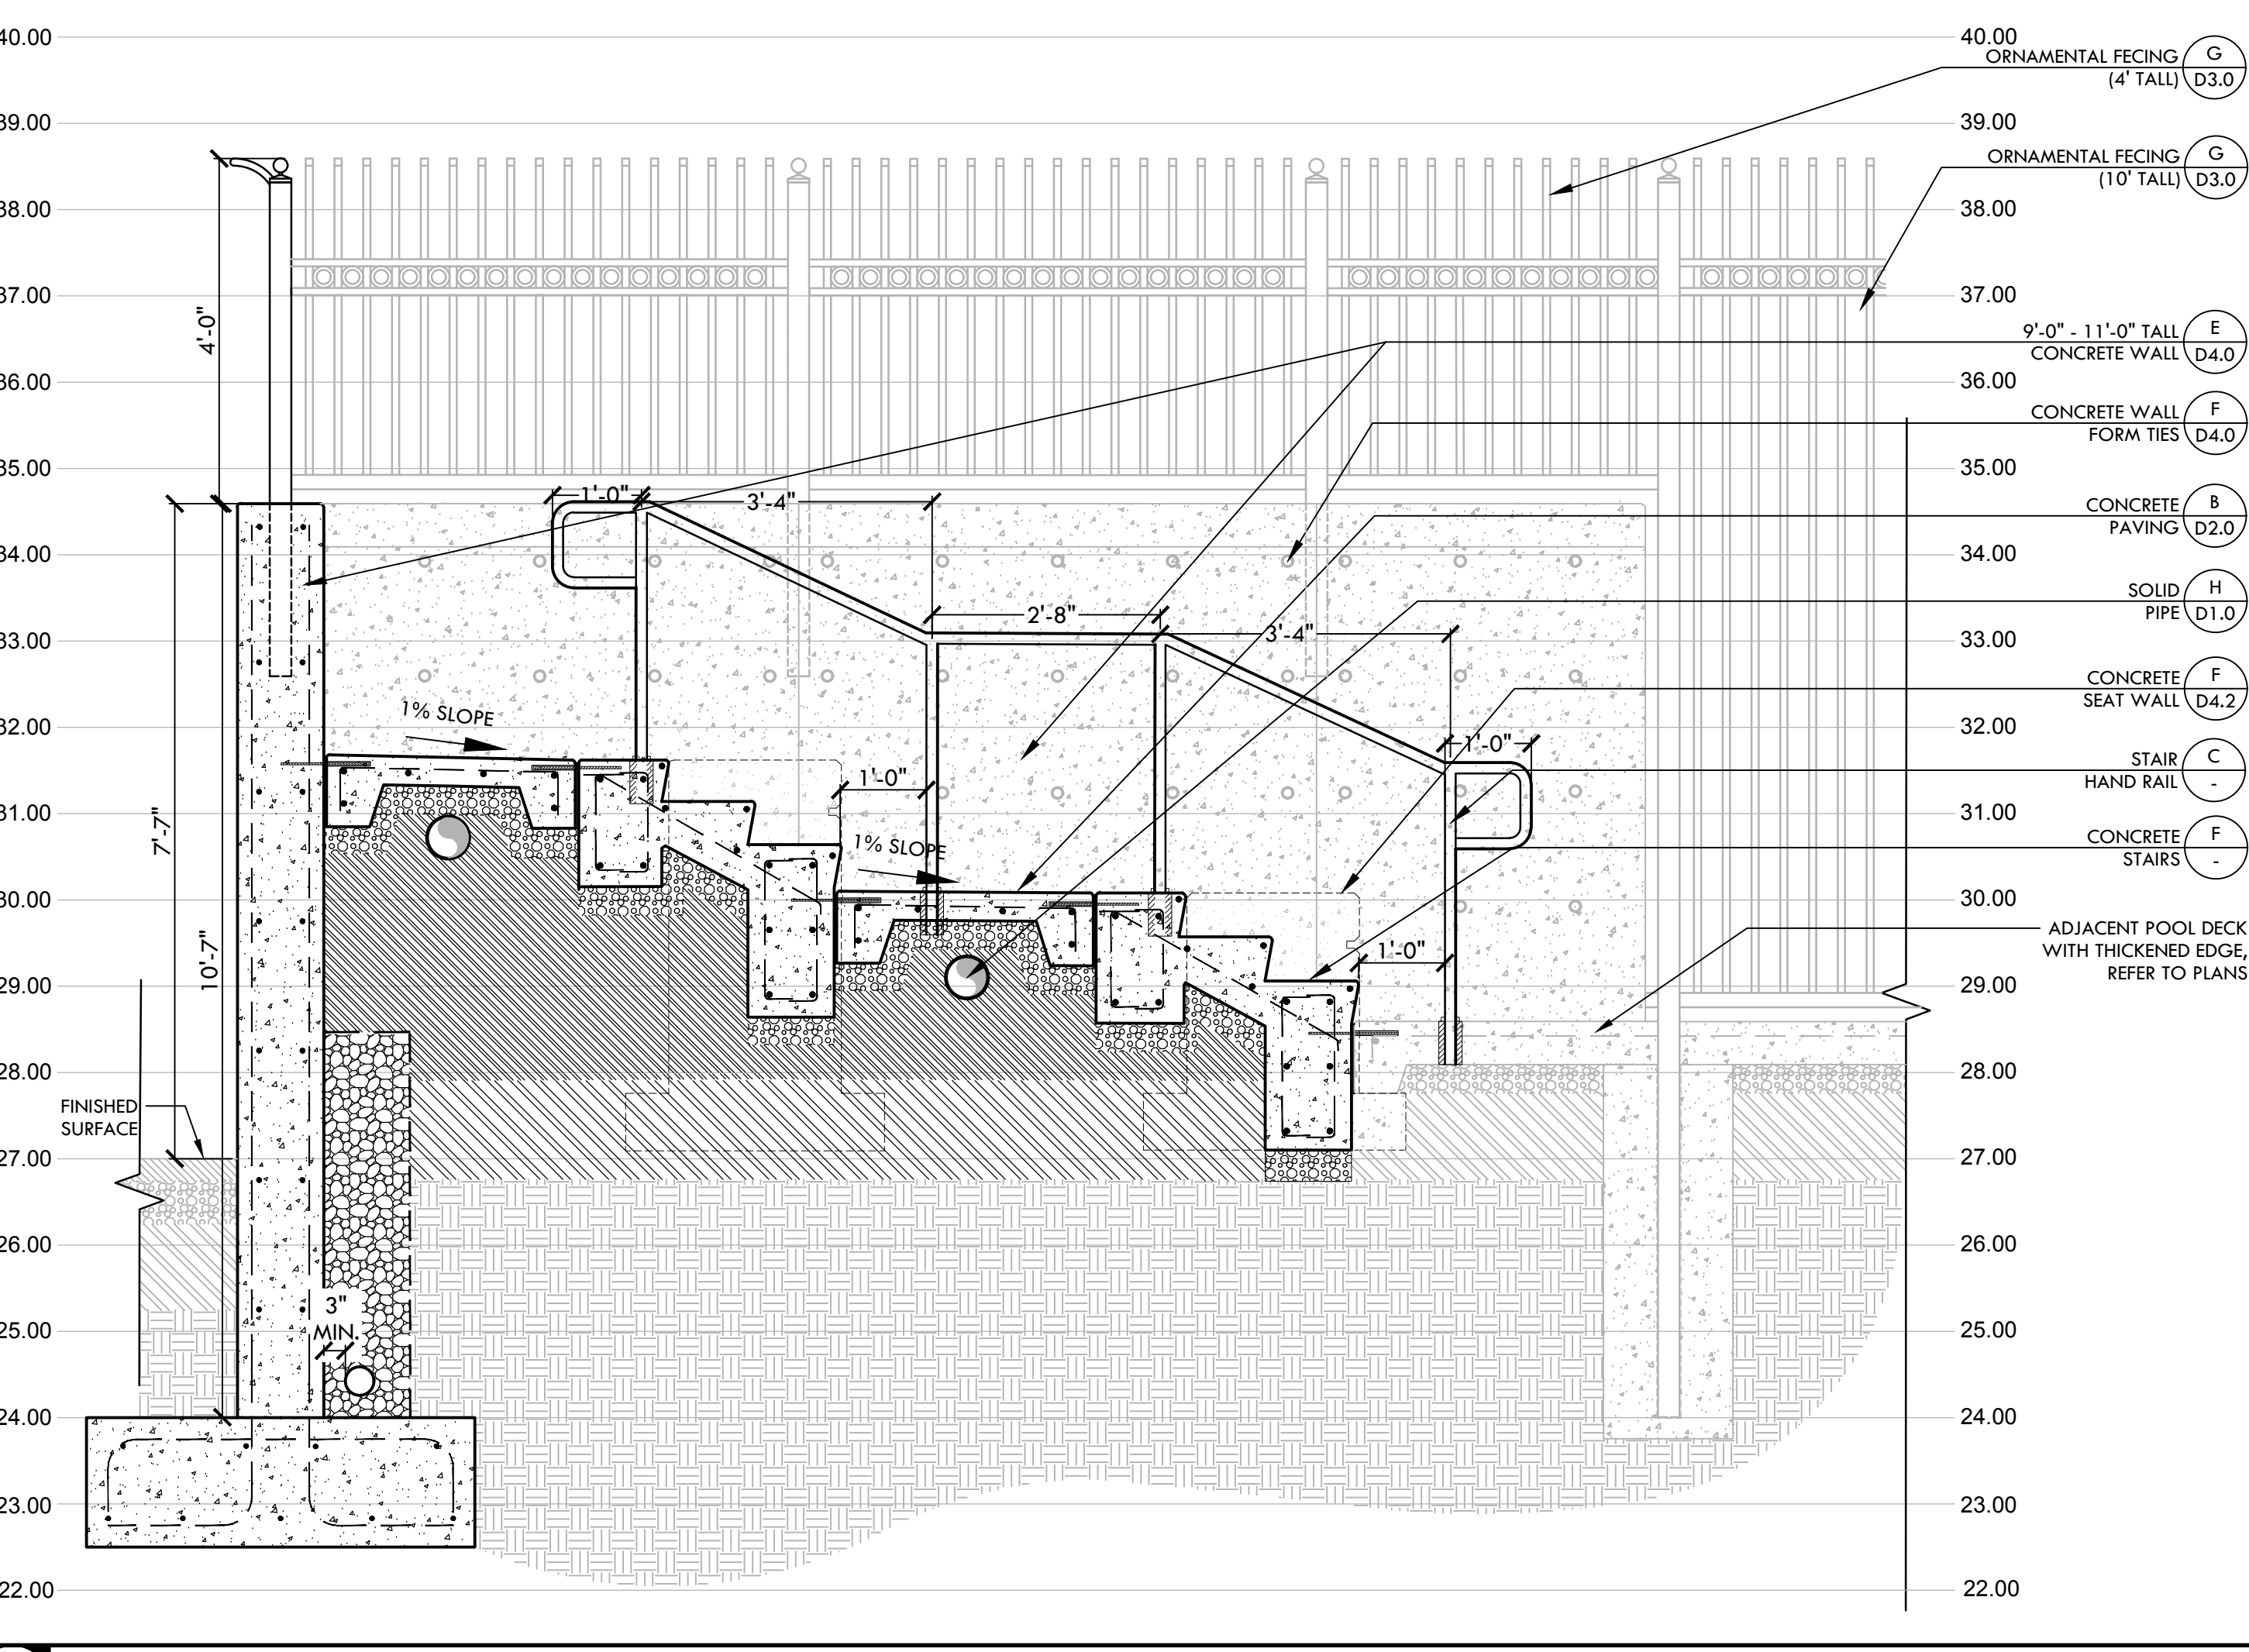 40.00
39.00
38.00
37.00
36.00
35.00
34.00
33.00
32.00
31.00
30.00
29.00
28.00
27.00
26.00
25.00
24.00
23.00
22.00
4'-0"
7'-7"
10'-7"
FINISHED
SURFACE
3"
MIN.
1'-0"
3'-4"
2'-8"
3'-4"
1'-0"
1% SLOPE
1'-0"
1% SLOPE
1'-0"
40.00
39.00
38.00
37.00
36.00
35.00
34.00
33.00
32.00
31.00
30.00
29.00
28.00
27.00
26.00
25.00
24.00
23.00
22.00
ORNAMENTAL FECING G
(4' TALL) D3.0
ORNAMENTAL FECING G
(10' TALL) D3.0
9'-0" - 11'-0" TALL E
CONCRETE WALL D4.0
CONCRETE WALL F
FORM TIES D4.0
CONCRETE B
PAVING D2.0
SOLID H
PIPE D1.0
CONCRETE F
SEAT WALL D4.2
STAIR C
HAND RAIL -
CONCRETE F
STAIRS -
ADJACENT POOL DECK
WITH THICKENED EDGE,
REFER TO PLANS